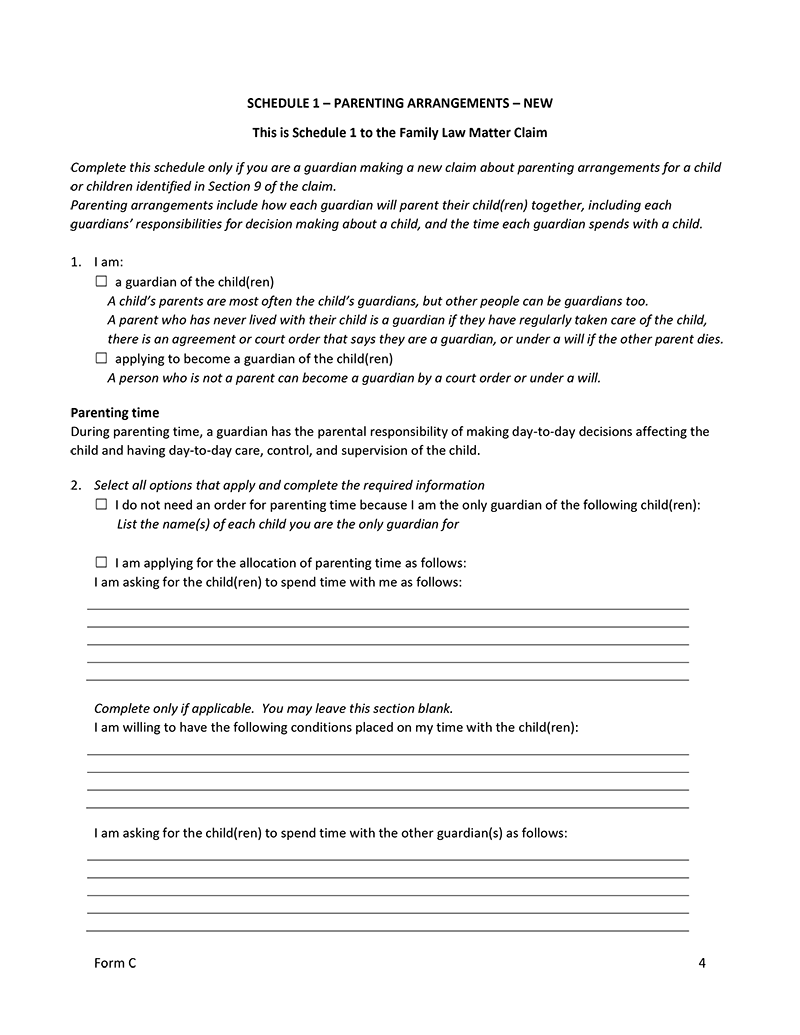 SCHEDULE 1 – PARENTING ARRANGEMENTS – NEW
This is Schedule 1 to the Family Law Matter Claim
Complete this schedule only if you are a guardian making a new claim about parenting arrangements for a child
or children identified in Section 9 of the claim.
Parenting arrangements include how each guardian will parent their child(ren) together, including each
guardians’ responsibilities for decision making about a child, and the time each guardian spends with a child.
1. I am:
☐ a guardian of the child(ren)
A child’s parents are most often the child’s guardians, but other people can be guardians too.
A parent who has never lived with their child is a guardian if they have regularly taken care of the child,
there is an agreement or court order that says they are a guardian, or under a will if the other parent dies.
☐ applying to become a guardian of the child(ren)
A person who is not a parent can become a guardian by a court order or under a will.
Parenting time
During parenting time, a guardian has the parental responsibility of making day-to-day decisions affecting the
child and having day-to-day care, control, and supervision of the child.
2. Select all options that apply and complete the required information
☐ I do not need an order for parenting time because I am the only guardian of the following child(ren):
List the name(s) of each child you are the only guardian for
☐ I am applying for the allocation of parenting time as follows:
I am asking for the child(ren) to spend time with me as follows:
Complete only if applicable. You may leave this section blank.
I am willing to have the following conditions placed on my time with the child(ren):
I am asking for the child(ren) to spend time with the other guardian(s) as follows:
Form C 4